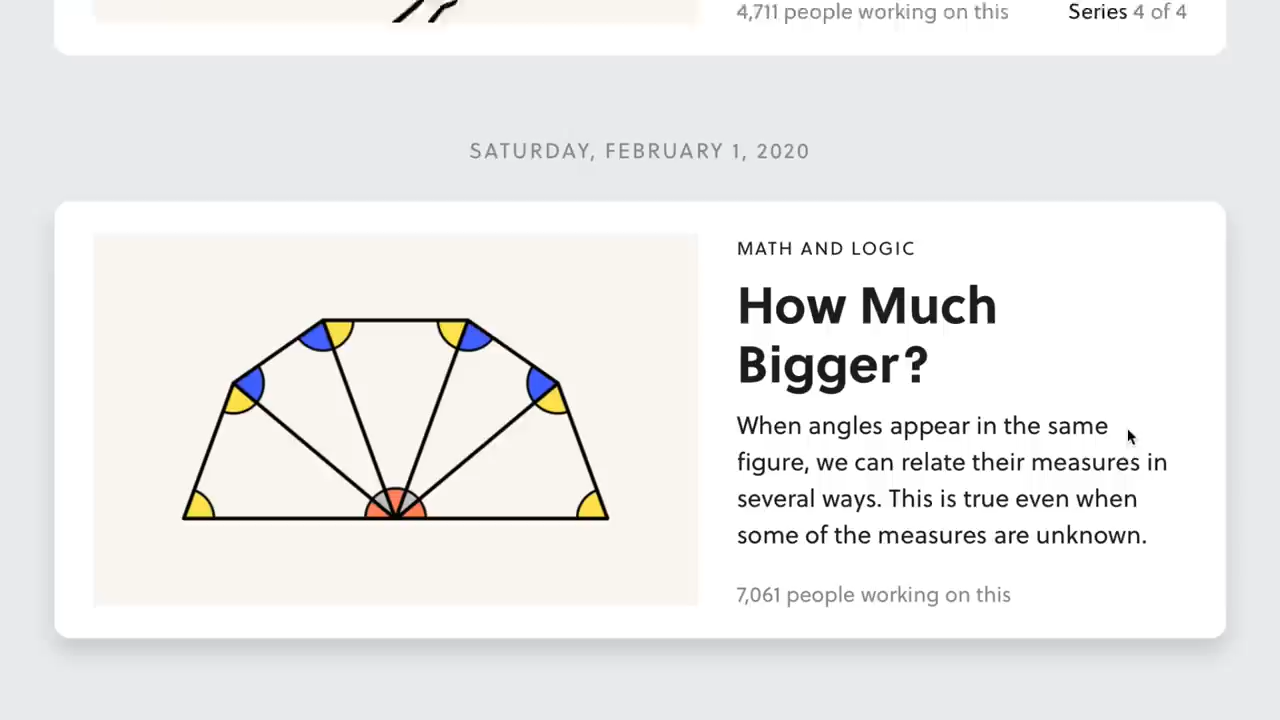 4,711 people working on this
Series 4 of 4
SATURDAY, FEBRUARY 1, 2020
MATH AND LOGIC
How Much
Bigger?
When angles appear in the same
figure, we can relate their measures in
several ways. This is true even when
some of the measures are unknown.
7,061 people working on this